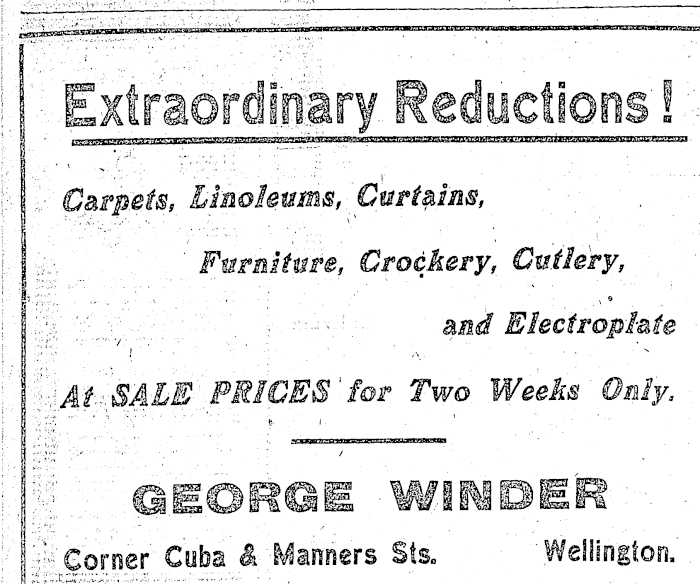 Extraordinary Reductions!
Carpets, Linoleums, Curtains,
Furniture, Crockery, Cutlery,
and Electroplate
At SALE PRICES for Two Weeks Only.
GEORGE WINDER
Corner Cuba & Manners Sts. Wellington.